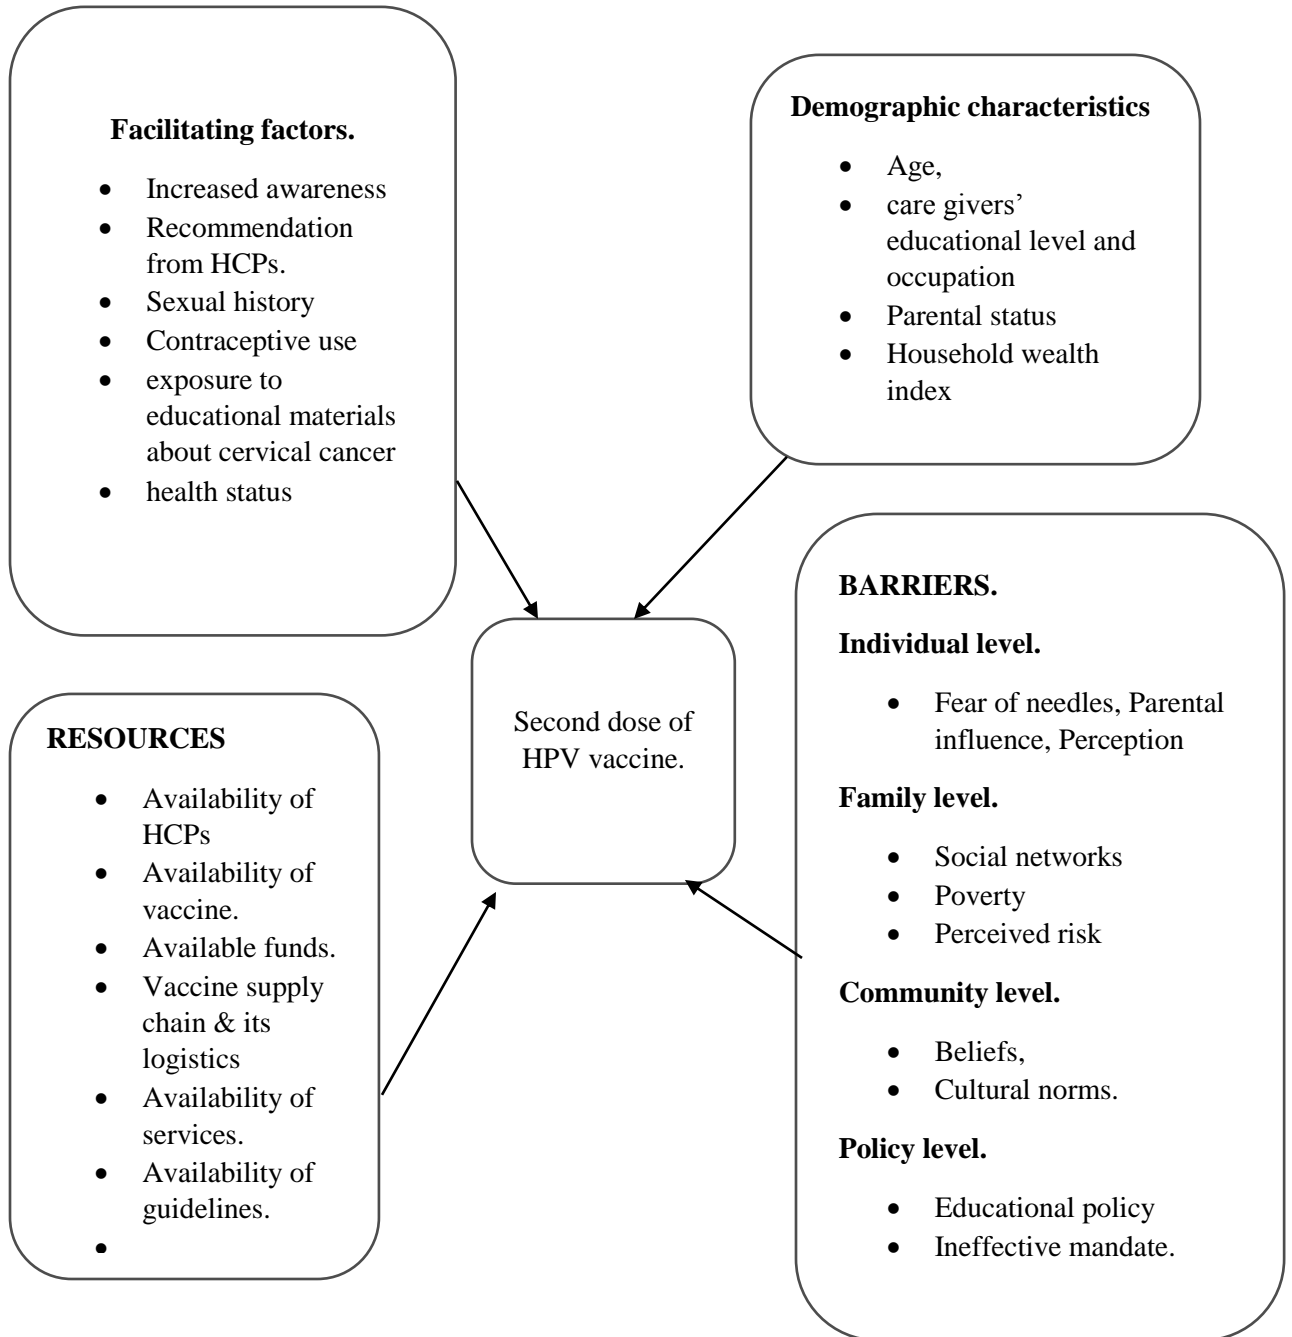 Facilitating factors.
• Increased awareness
• Recommendation
from HCPs.
• Sexual history
• Contraceptive use
• exposure to
educational materials
about cervical cancer
• health status
Demographic characteristics
• Age,
• care givers’
educational level and
occupation
• Parental status
• Household wealth
index
Second dose of
HPV vaccine.
RESOURCES
• Availability of
HCPs
• Availability of
vaccine.
• Available funds.
• Vaccine supply
chain & its
logistics
• Availability of
services.
• Availability of
guidelines.
•
BARRIERS.
Individual level.
• Fear of needles, Parental
influence, Perception
Family level.
• Social networks
• Poverty
• Perceived risk
Community level.
• Beliefs,
• Cultural norms.
Policy level.
• Educational policy
• Ineffective mandate.